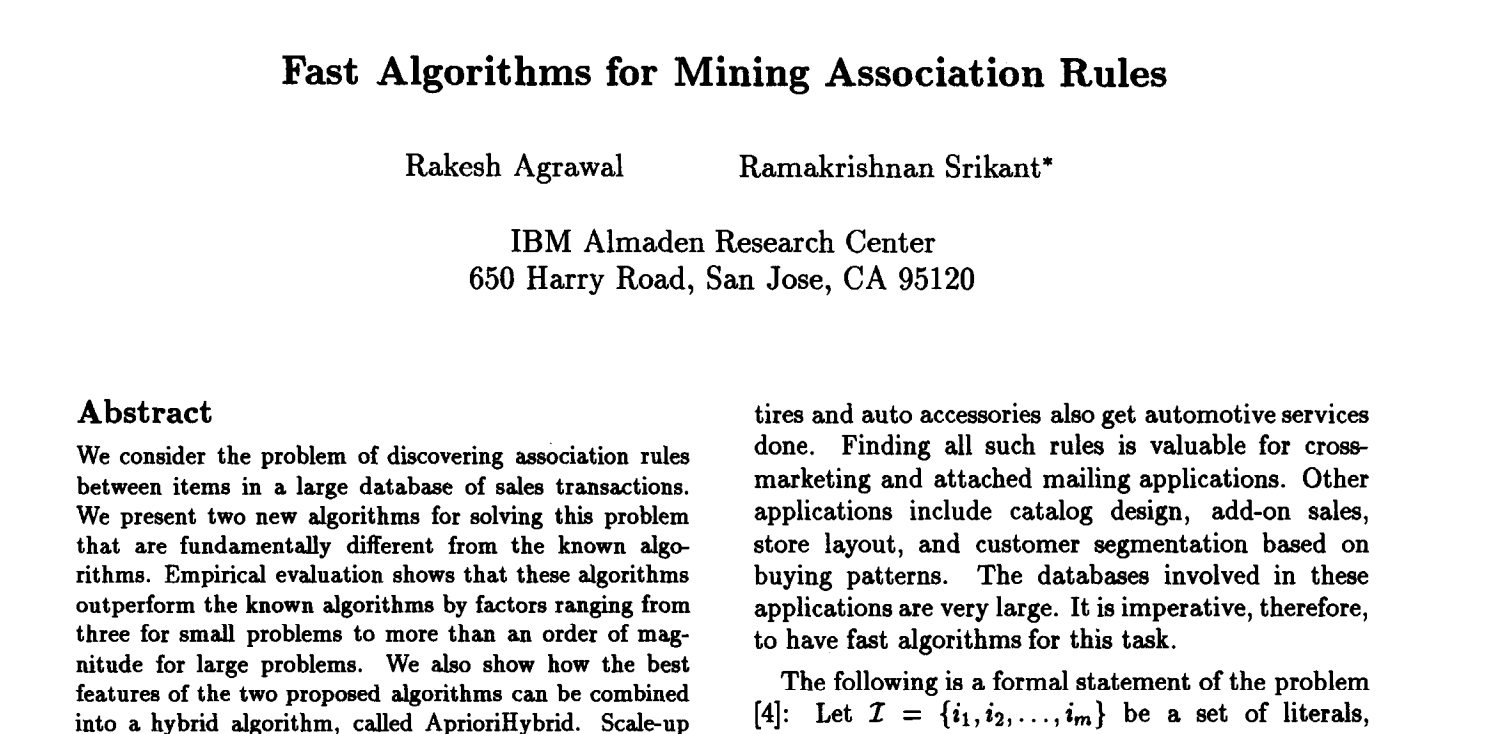 Fast Algorithms for Mining Association Rules
Rakesh Agrawal Ramakrishnan Srikant*
IBM Almaden Research Center
650 Harry Road, San Jose, CA 95120
Abstract
We consider the problem of discovering association rules
between items in a large database of sales transactions.
We present two new algorithms for solving this problem
that are fundamentally different from the known algo-
rithms. Empirical evaluation shows that these algorithms
outperform the known algorithms by factors ranging from
three for small problems to more than an order of mag-
nitude for large problems. We also show how the best
features of the two proposed algorithms can be combined
into a hybrid algorithm, called AprioriHybrid. Scale-up
tires and auto accessories also get automotive services
done. Finding all such rules is valuable for cross-
marketing and attached mailing applications. Other
applications include catalog design, add-on sales,
store layout, and customer segmentation based on
buying patterns. The databases involved in these
applications are very large. It is imperative, therefore,
to have fast algorithms for this task.
The following is a formal statement of the problem
[4]: Let I = {i₁, i₂, . . . , iₘ} be a set of literals,